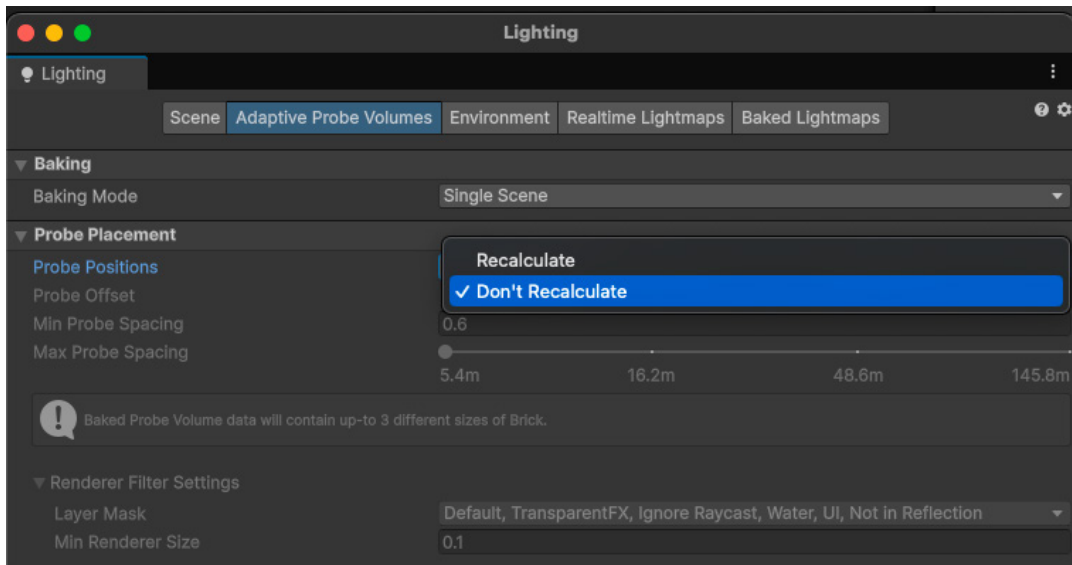 Lighting
Lighting
Scene Adaptive Probe Volumes Environment Realtime Lightmaps Baked Lightmaps
Baking
Baking Mode Single Scene
Probe Placement
Probe Positions Recalculate
✓ Don't Recalculate
Probe Offset
Min Probe Spacing 0.6
Max Probe Spacing
5.4m 16.2m 48.6m 145.8m
Baked Probe Volume data will contain up-to 3 different sizes of Brick.
Renderer Filter Settings
Layer Mask Default, TransparentFX, Ignore Raycast, Water, UI, Not in Reflection
Min Renderer Size 0.1